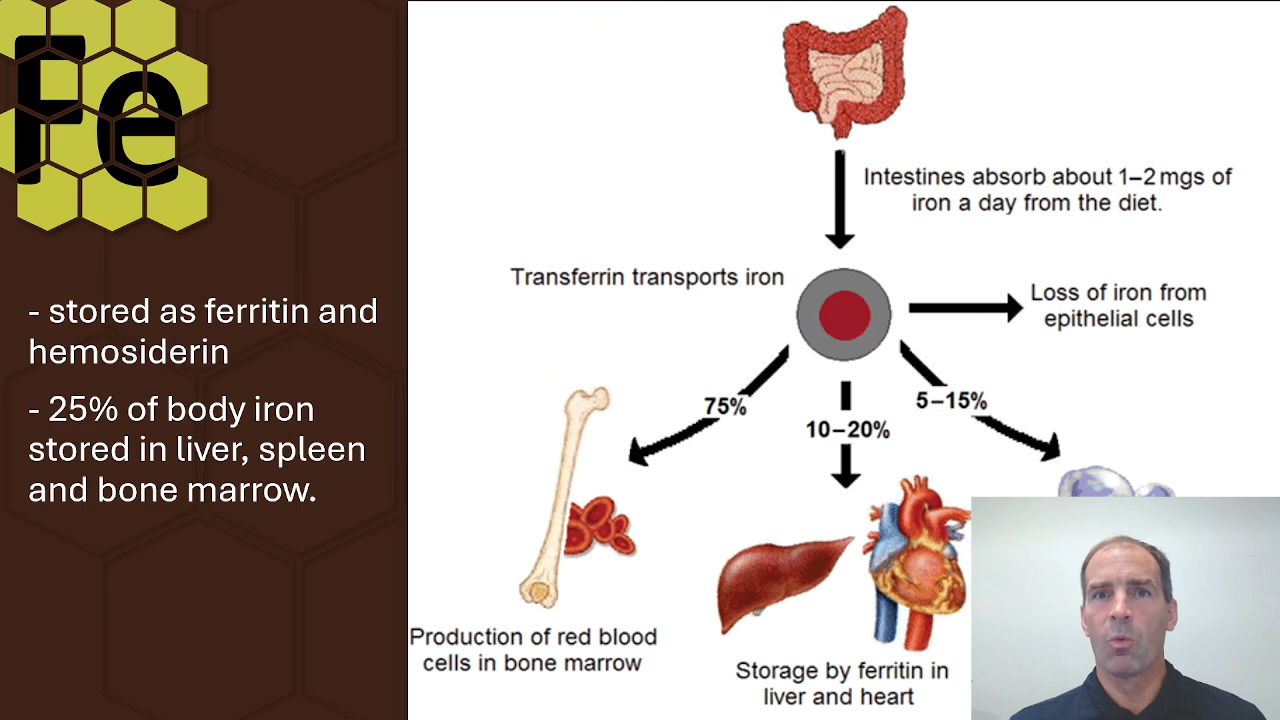 Fe
- stored as ferritin and
hemosiderin
- 25% of body iron
stored in liver, spleen
and bone marrow.
Intestines absorb about 1–2 mgs of
iron a day from the diet.
Transferrin transports iron
Loss of iron from
epithelial cells
75%
10–20%
5–15%
Production of red blood
cells in bone marrow
Storage by ferritin in
liver and heart